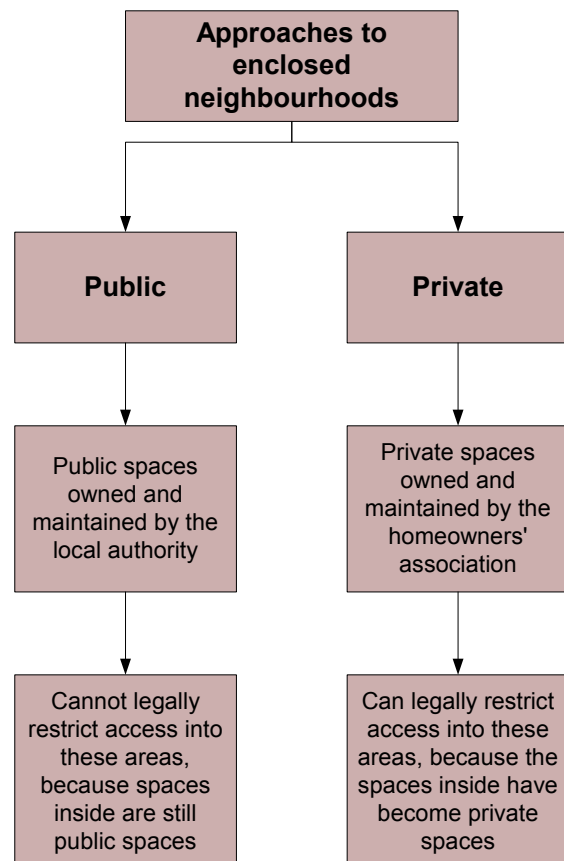 Approaches to
enclosed
neighbourhoods
Public
Private
Public spaces
owned and
maintained by the
local authority
Private spaces
owned and
maintained by the
homeowners'
association
Cannot legally
restrict access into
these areas,
because spaces
inside are still
public spaces
Can legally restrict
access into these
areas, because the
spaces inside have
become private
spaces